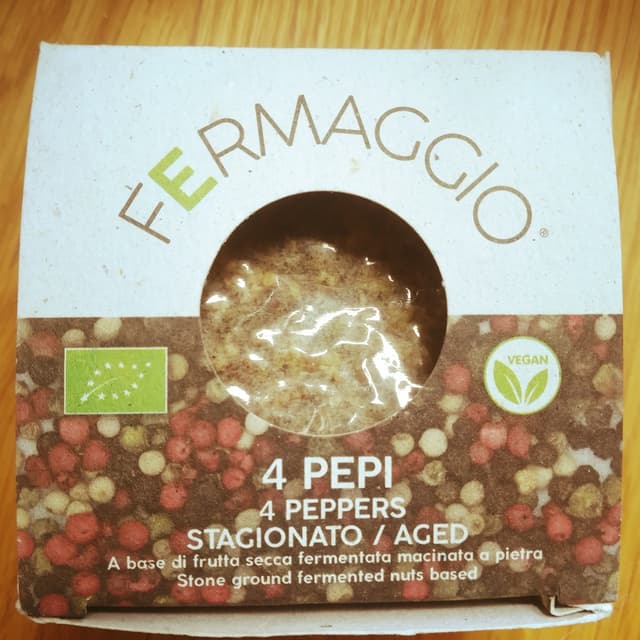 FERMAGGIO®
VEGAN
4 PEPI
4 PEPPERS
STAGIONATO / AGED
A base di frutta secca fermentata macinata a pietra
Stone ground fermented nuts based